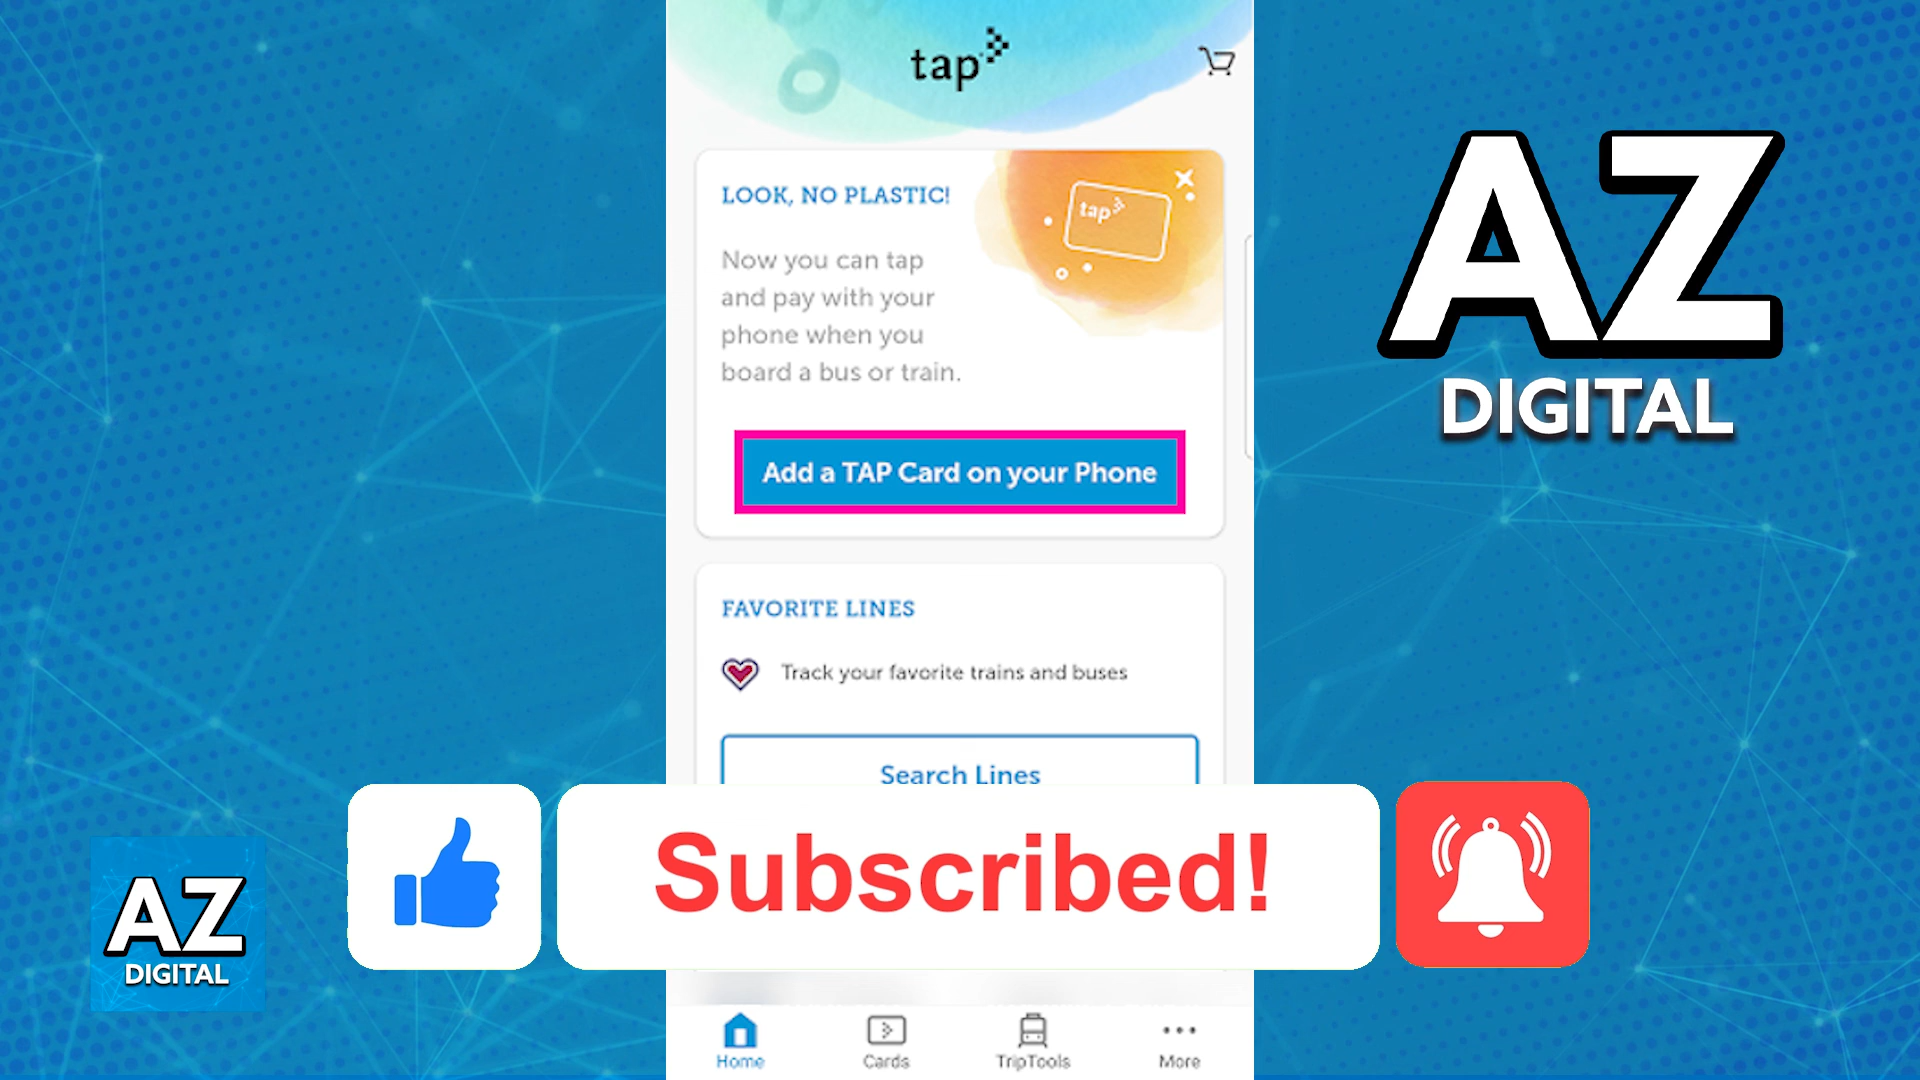 tap
LOOK, NO PLASTIC!
tap
Now you can tap
and pay with your
phone when you
board a bus or train.
Add a TAP Card on your Phone
FAVORITE LINES
Track your favorite trains and buses
Search Lines
AZ
DIGITAL
Subscribed!
AZ
DIGITAL
Home
Cards
TripTools
More